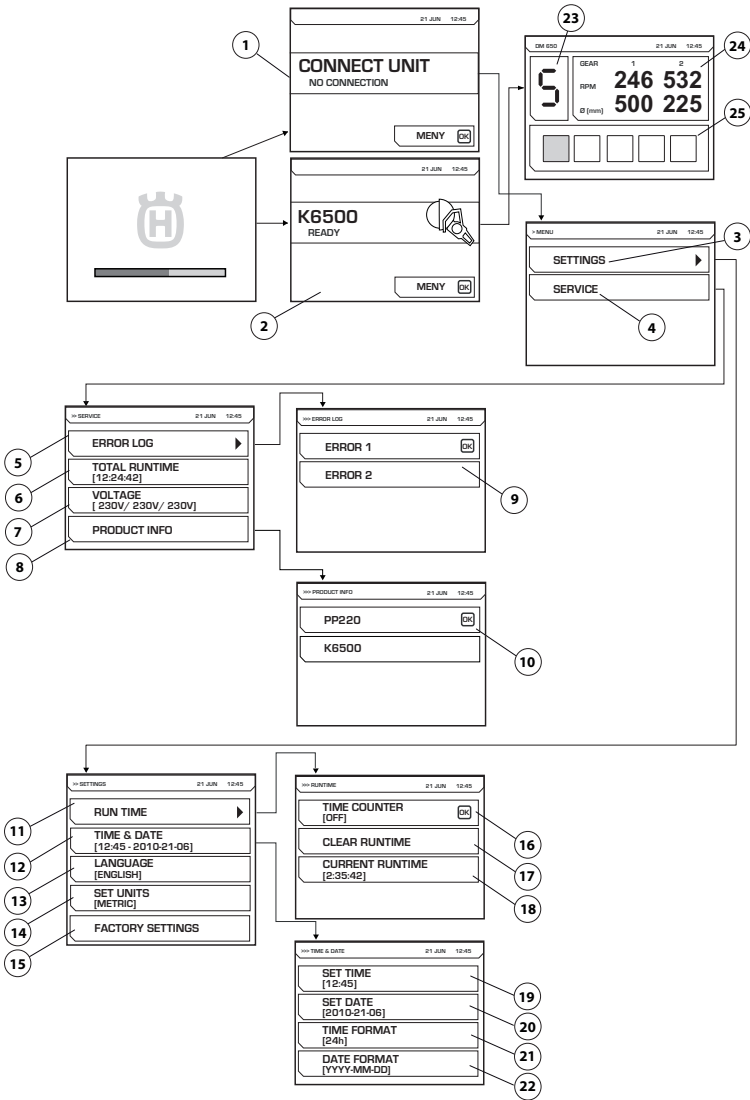 21 JUN 12:45
1
CONNECT UNIT
NO CONNECTION
MENY OK
23
DM 650 21 JUN 12:45
24
5
GEAR 1 2
RPM 246 532
Ø (mm) 500 225
25
H
21 JUN 12:45
K6500
READY
MENY OK
2
> MENU 21 JUN 12:45
SETTINGS
3
SERVICE
4
>> SERVICE 21 JUN 12:45
ERROR LOG
5
TOTAL RUNTIME
[12:24:42]
6
VOLTAGE
[ 230V/ 230V/ 230V]
7
PRODUCT INFO
8
>>> ERROR LOG 21 JUN 12:45
ERROR 1 OK
ERROR 2
9
>>> PRODUCT INFO 21 JUN 12:45
PP220 OK
10
K6500
>> SETTINGS 21 JUN 12:45
RUN TIME
11
TIME & DATE
[12:45 - 2010-21-06]
12
LANGUAGE
[ENGLISH]
13
SET UNITS
[METRIC]
14
FACTORY SETTINGS
15
>>> RUNTIME 21 JUN 12:45
TIME COUNTER
[OFF] OK
16
CLEAR RUNTIME
17
CURRENT RUNTIME
[2:35:42]
18
>>> TIME & DATE 21 JUN 12:45
SET TIME
[12:45]
19
SET DATE
[2010-21-06]
20
TIME FORMAT
[24h]
21
DATE FORMAT
[YYYY-MM-DD]
22